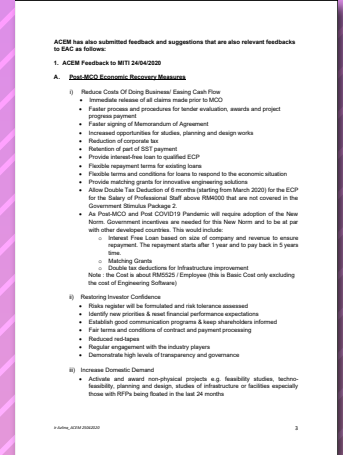 ACEM has also submitted feedback and suggestions that are also relevant feedbacks
to EAC as follows:
1. ACEM Feedback to MITI 24/04/2020
A. Post-MCO Economic Recovery Measures
i) Reduce Costs Of Doing Business/ Easing Cash Flow
• Immediate release of all claims made prior to MCO
• Faster process and procedures for tender evaluation, awards and project
progress payment
• Faster signing of Memorandum of Agreement
• Increased opportunities for studies, planning and design works
• Reduction of corporate tax
• Retention of part of SST payment
• Provide interest-free loan to qualified ECP
• Flexible repayment terms for existing loans
• Flexible terms and conditions for loans to respond to the economic situation
• Provide matching grants for innovative engineering solutions
• Allow Double Tax Deduction of 6 months (starting from March 2020) for the ECP
for the Salary of Professional Staff above RM4000 that are not covered in the
Government Stimulus Package 2.
• As Post-MCO and Post COVID19 Pandemic will require adoption of the New
Norm. Government incentives are needed for this New Norm and to be at par
with other developed countries. This would include:
o Interest Free Loan based on size of company and revenue to ensure
repayment. The repayment starts after 1 year and to pay back in 5 years
time.
o Matching Grants
o Double tax deductions for Infrastructure improvement
Note : the Cost is about RM5525 / Employee (this is Basic Cost only excluding
the cost of Engineering Software)
ii) Restoring Investor Confidence
• Risks register will be formulated and risk tolerance assessed
• Identify new priorities & reset financial performance expectations
• Establish good communication programs & keep shareholders informed
• Fair terms and conditions of contract and payment processing
• Reduced red-tapes
• Regular engagement with the industry players
• Demonstrate high levels of transparency and governance
iii) Increase Domestic Demand
• Activate and award non-physical projects e.g. feasibility studies, techno-
feasibility, planning and design, studies of infrastructure or facilities especially
those with RFPs being floated in the last 24 months
Ir Azlina_ACEM 25062020
3